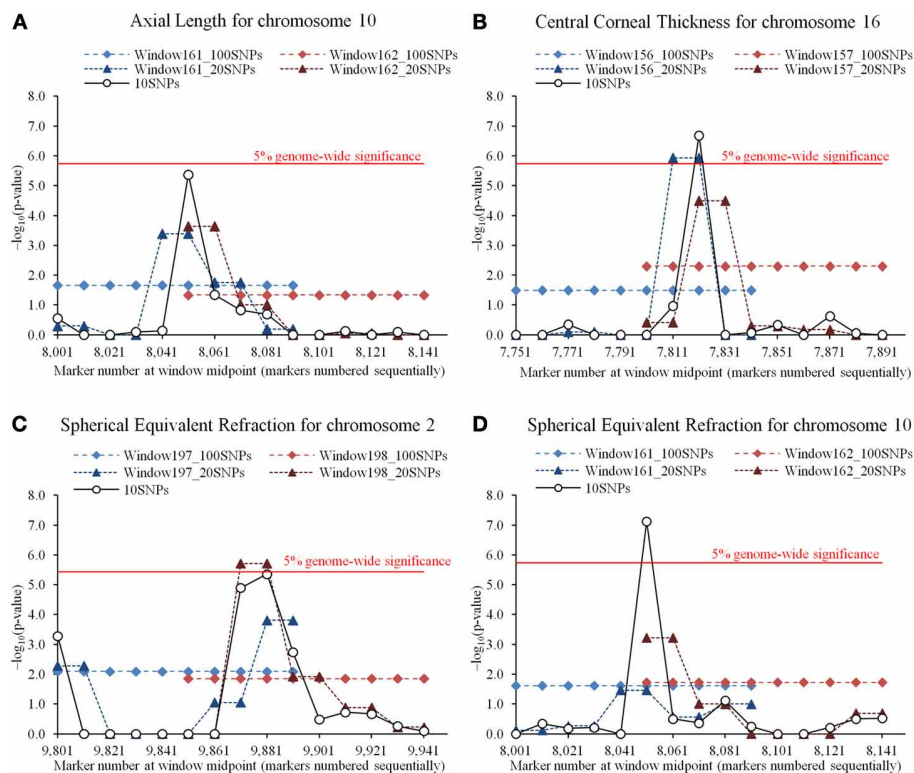 A Axial Length for chromosome 10
Window161_100SNPs Window162_100SNPs
Window161_20SNPs Window162_20SNPs
10SNPs
8.0
7.0
6.0
5.0
4.0
3.0
2.0
1.0
0.0
−log10(p-value)
5% genome-wide significance
8,001 8,021 8,041 8,061 8,081 8,101 8,121 8,141
Marker number at window midpoint (markers numbered sequentially)
B Central Corneal Thickness for chromosome 16
Window156_100SNPs Window157_100SNPs
Window156_20SNPs Window157_20SNPs
10SNPs
8.0
7.0
6.0
5.0
4.0
3.0
2.0
1.0
0.0
−log10(p-value)
5% genome-wide significance
7,751 7,771 7,791 7,811 7,831 7,851 7,871 7,891
Marker number at window midpoint (markers numbered sequentially)
C Spherical Equivalent Refraction for chromosome 2
Window197_100SNPs Window198_100SNPs
Window197_20SNPs Window198_20SNPs
10SNPs
8.0
7.0
6.0
5.0
4.0
3.0
2.0
1.0
0.0
−log10(p-value)
5% genome-wide significance
9,801 9,821 9,841 9,861 9,881 9,901 9,921 9,941
Marker number at window midpoint (markers numbered sequentially)
D Spherical Equivalent Refraction for chromosome 10
Window161_100SNPs Window162_100SNPs
Window161_20SNPs Window162_20SNPs
10SNPs
8.0
7.0
6.0
5.0
4.0
3.0
2.0
1.0
0.0
−log10(p-value)
5% genome-wide significance
8,001 8,021 8,041 8,061 8,081 8,101 8,121 8,141
Marker number at window midpoint (markers numbered sequentially)